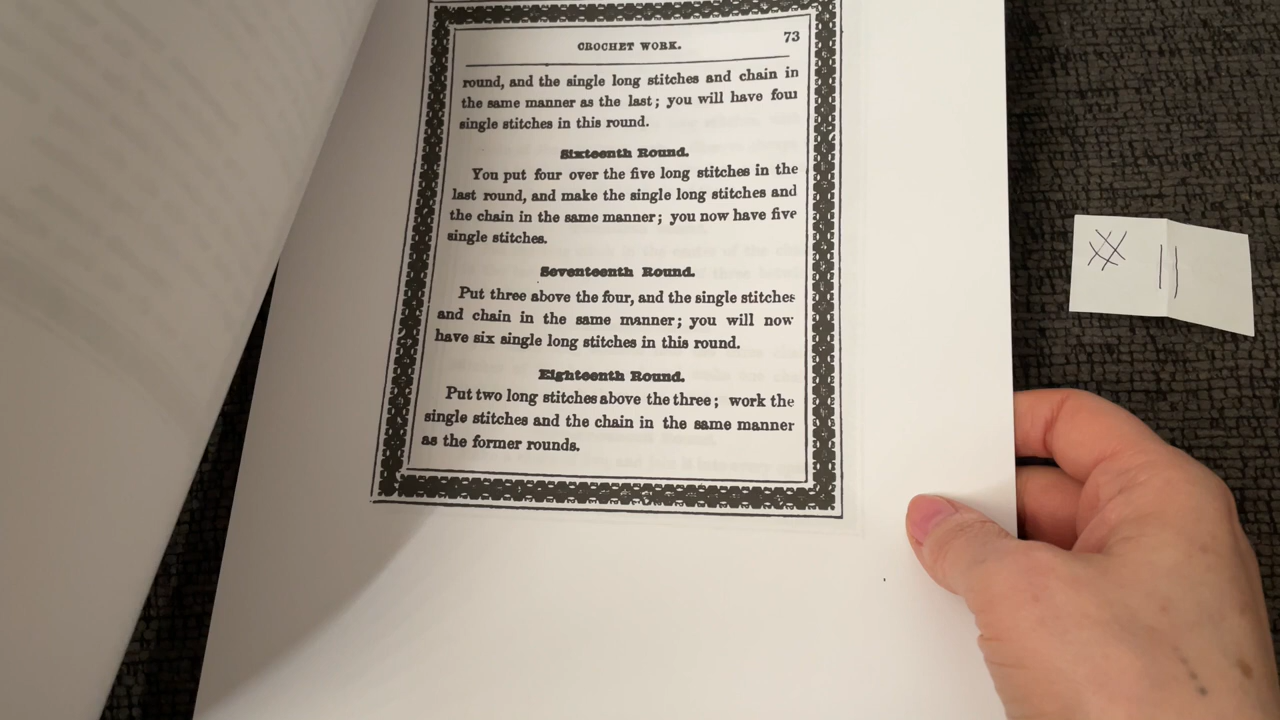 CROCHET WORK. 73
round, and the single long stitches and chain in
the same manner as the last; you will have four
single stitches in this round.
Sixteenth Round.
You put four over the five long stitches in the
last round, and make the single long stitches and
the chain in the same manner; you now have five
single stitches.
Seventeenth Round.
Put three above the four, and the single stitches
and chain in the same manner; you will now
have six single long stitches in this round.
Eighteenth Round.
Put two long stitches above the three; work the
single stitches and the chain in the same manner
as the former rounds.